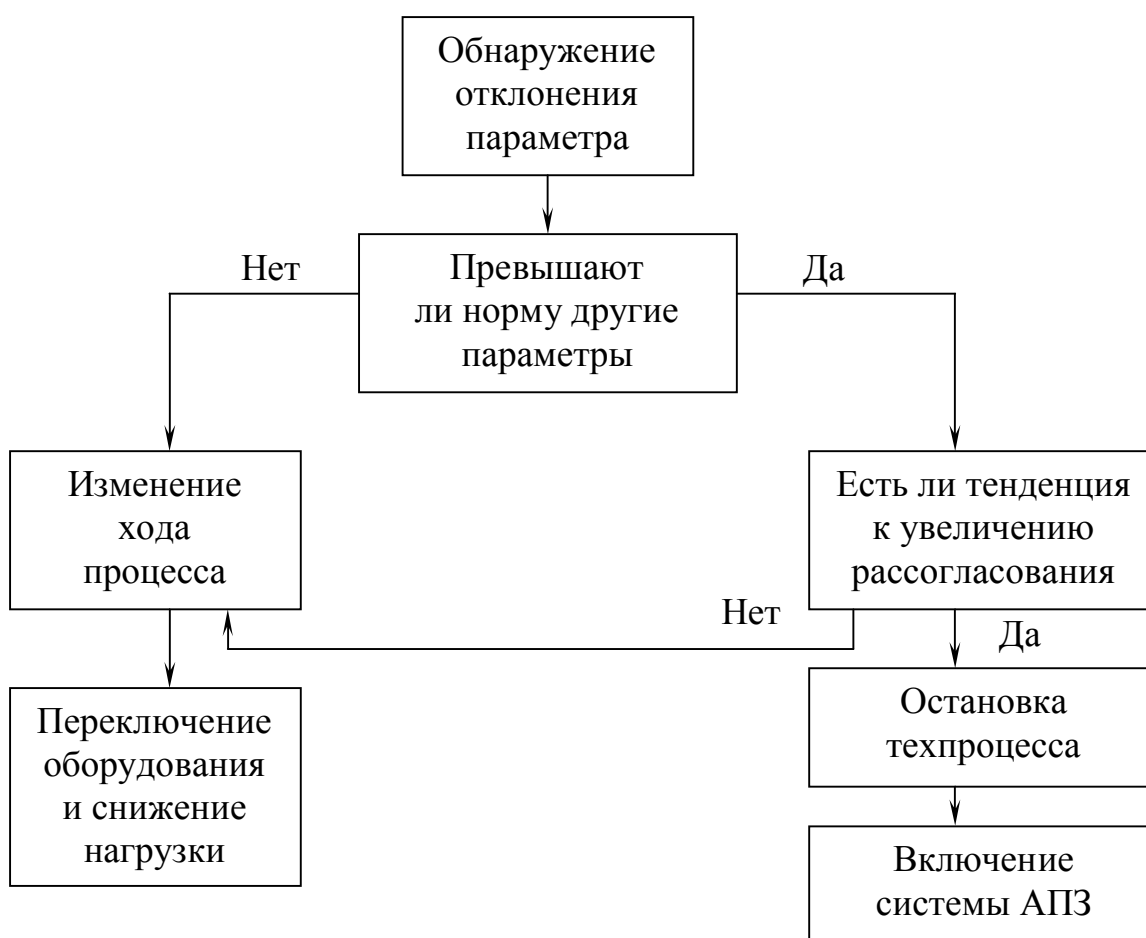 Обнаружение
отклонения
параметра
Нет
Превышают
ли норму другие
параметры
Да
Изменение
хода
процесса
Есть ли тенденция
к увеличению
рассогласования
Нет
Да
Переключение
оборудования
и снижение
нагрузки
Остановка
техпроцесса
Включение
системы АПЗ